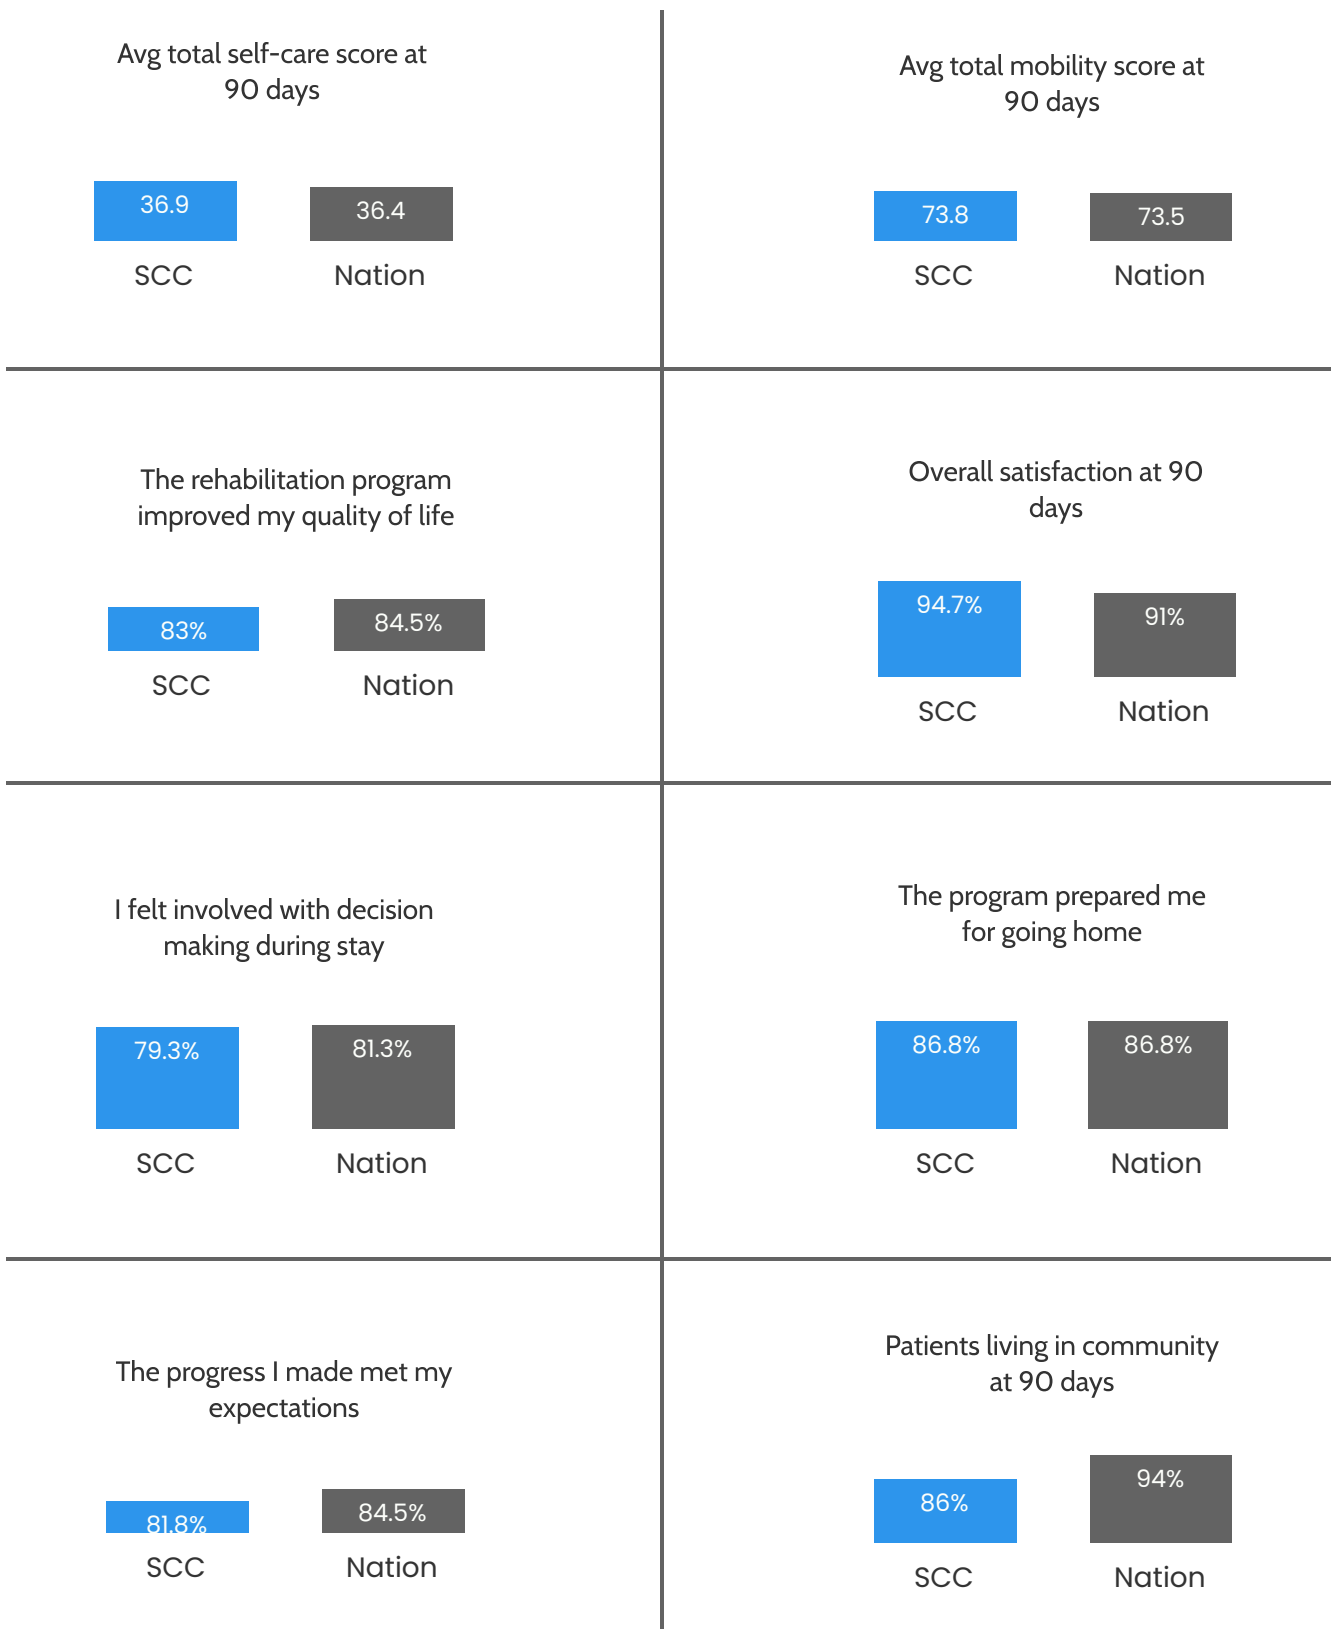 Avg total self-care score at
90 days
36.9
36.4
SCC
Nation
Avg total mobility score at
90 days
73.8
73.5
SCC
Nation
The rehabilitation program
improved my quality of life
83%
84.5%
SCC
Nation
Overall satisfaction at 90
days
94.7%
91%
SCC
Nation
I felt involved with decision
making during stay
79.3%
81.3%
SCC
Nation
The program prepared me
for going home
86.8%
86.8%
SCC
Nation
The progress I made met my
expectations
81.8%
84.5%
SCC
Nation
Patients living in community
at 90 days
86%
94%
SCC
Nation